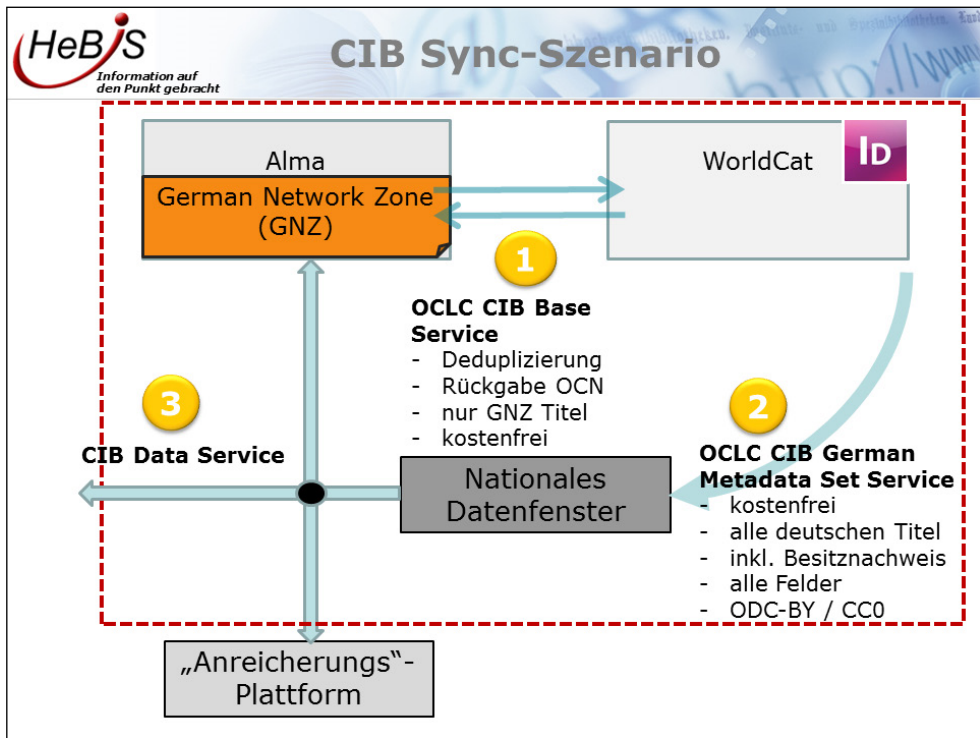 HeBIS
Information auf
den Punkt gebracht
CIB Sync-Szenario
http://www
Alma
German Network Zone
(GNZ)
WorldCat
ID
1
OCLC CIB Base
Service
- Deduplizierung
- Rückgabe OCN
- nur GNZ Titel
- kostenfrei
2
OCLC CIB German
Metadata Set Service
- kostenfrei
- alle deutschen Titel
- inkl. Besitznachweis
- alle Felder
- ODC-BY / CC0
3
CIB Data Service
Nationales
Datenfenster
„Anreicherungs“-
Plattform